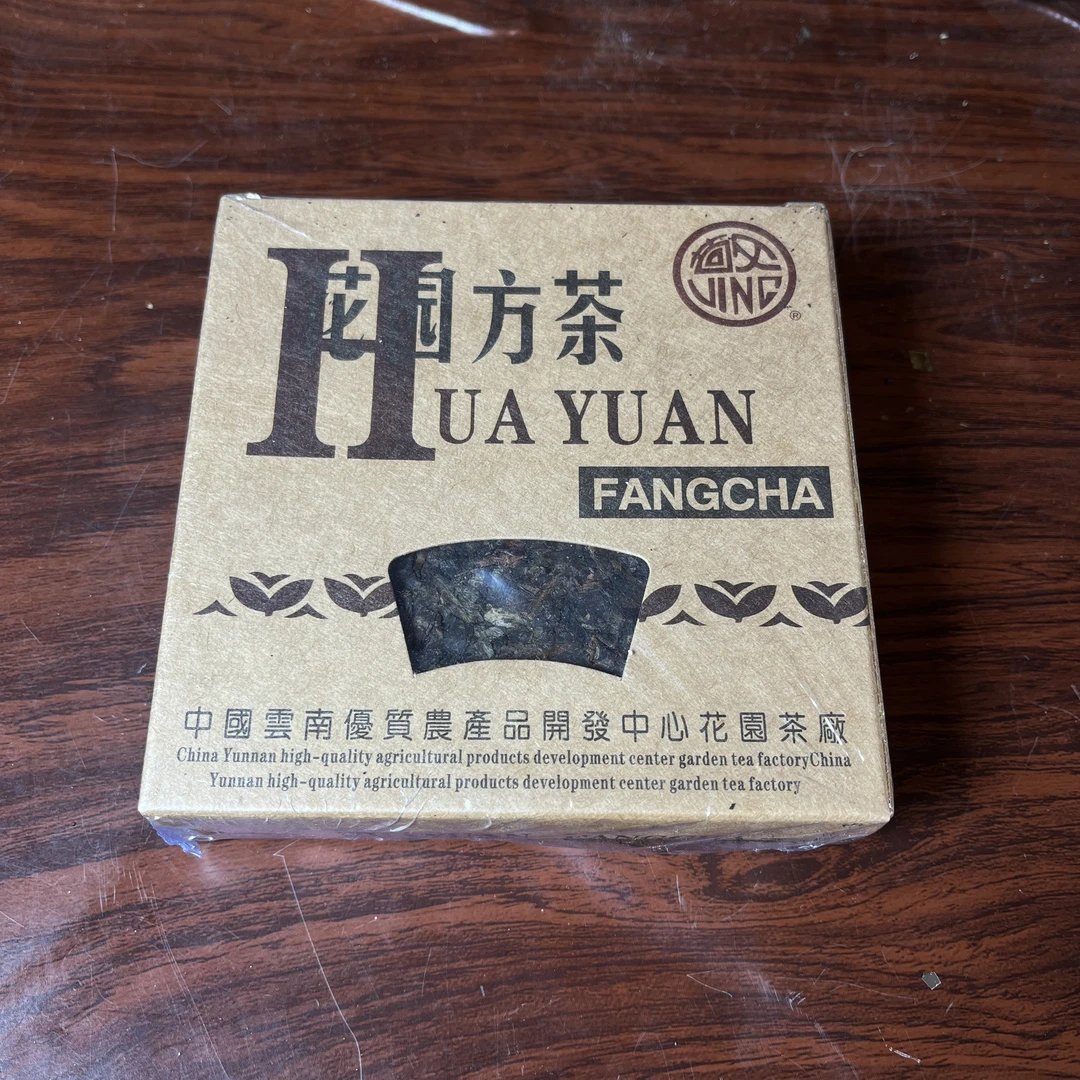 花园方茶
JING
®
HUA YUAN
FANGCHA
中國雲南優質農產品開發中心花園茶廠
China Yunnan high-quality agricultural products development center garden tea factoryChina
Yunnan high-quality agricultural products development center garden tea factory